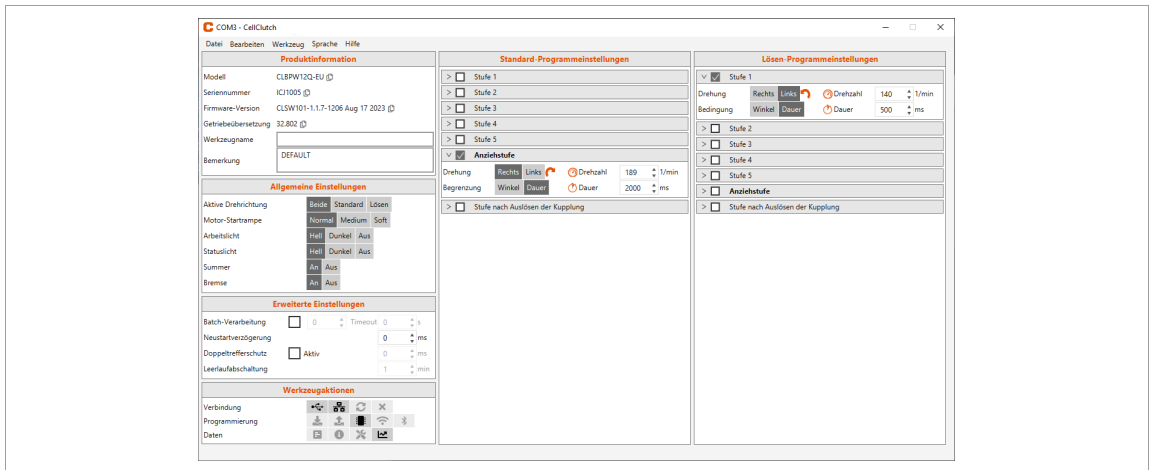 COM3 - CellClutch
Datei Bearbeiten Werkzeug Sprache Hilfe
Produktinformation
Modell CLBPW12Q-EU
Seriennummer ICJ1005
Firmware-Version CLSW101-1.1.7-1206 Aug 17 2023
Getriebeübersetzung 32.802
Werkzeugname
Bemerkung DEFAULT
Allgemeine Einstellungen
Aktive Drehrichtung Beide Standard Lösen
Motor-Startrampe Normal Medium Soft
Arbeitslicht Hell Dunkel Aus
Statuslicht Hell Dunkel Aus
Summer An Aus
Bremse An Aus
Erweiterte Einstellungen
Batch-Verarbeitung 0 Timeout 0 s
Neustartverzögerung 0 ms
Doppeltrefferschutz Aktiv 0 ms
Leerlaufabschaltung 1 min
Werkzeugaktionen
Verbindung
Programmierung
Daten
Standard-Programmeinstellungen
> Stufe 1
> Stufe 2
> Stufe 3
> Stufe 4
> Stufe 5
Anziehstufe
Drehung Rechts Links Drehzahl 189 1/min
Begrenzung Winkel Dauer Dauer 2000 ms
> Stufe nach Auslösen der Kupplung
Lösen-Programmeinstellungen
Stufe 1
Drehung Rechts Links Drehzahl 140 1/min
Bedingung Winkel Dauer Dauer 500 ms
> Stufe 2
> Stufe 3
> Stufe 4
> Stufe 5
> Anziehstufe
> Stufe nach Auslösen der Kupplung